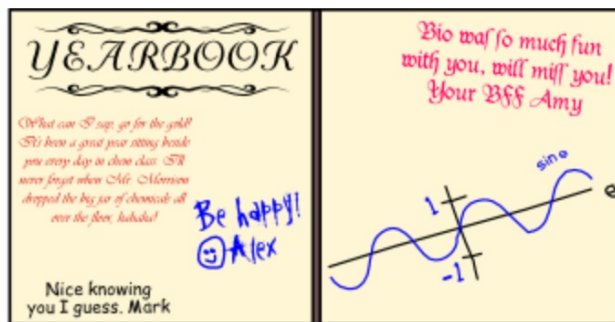 YEARBOOK
What can I say, go for the gold!
It's been a great year sitting beside
you every day in chem class. I'll
never forget when Mr. Morrison
dropped the big jar of chemicals all
over the floor, hahaha!
Be happy!
Alex
Nice knowing
you I guess. Mark
Bio waſ ſo much fun
with you, will miſſ you!
Your BFF Amy
sin θ
1
-1
θ